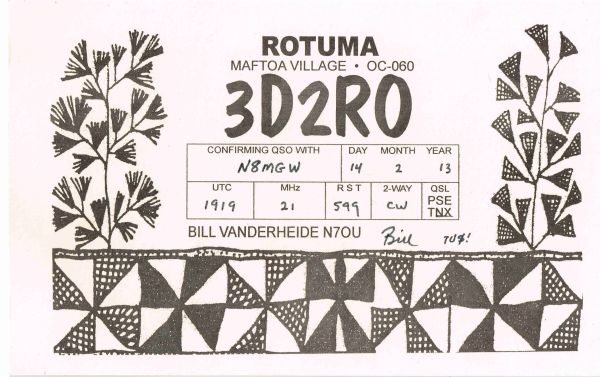 ROTUMA
MAFTOA VILLAGE • OC-060
3D2RO
CONFIRMING QSO WITH DAY MONTH YEAR
N8MGW 14 2 13
UTC MHz RST 2-WAY QSL
1919 21 599 CW PSE
TNX
BILL VANDERHEIDE N7OU Bill TU$!